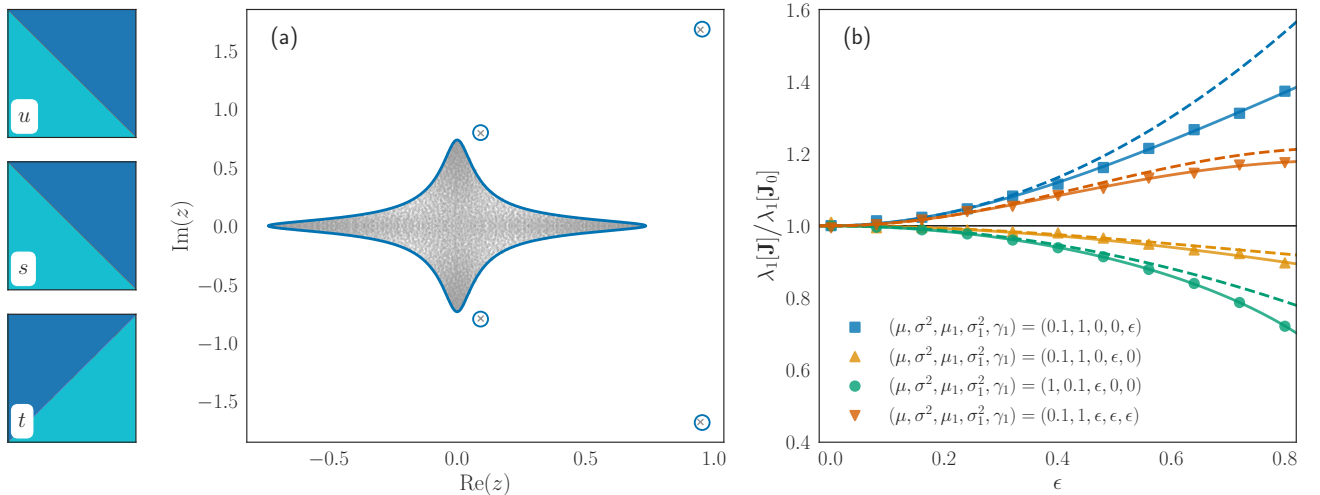 u
s
t
(a)
1.5
1.0
0.5
0.0
−0.5
−1.0
−1.5
Im(z)
−0.5
0.0
0.5
1.0
Re(z)
(b)
1.6
1.4
1.2
1.0
0.8
0.6
0.4
λ₁[J]/λ₁[J₀]
(μ, σ², μ₁, σ₁², γ₁) = (0.1, 1, 0, 0, ϵ)
(μ, σ², μ₁, σ₁², γ₁) = (0.1, 1, 0, ϵ, 0)
(μ, σ², μ₁, σ₁², γ₁) = (1, 0.1, ϵ, 0, 0)
(μ, σ², μ₁, σ₁², γ₁) = (0.1, 1, ϵ, ϵ, ϵ)
0.0
0.2
0.4
0.6
0.8
ϵ